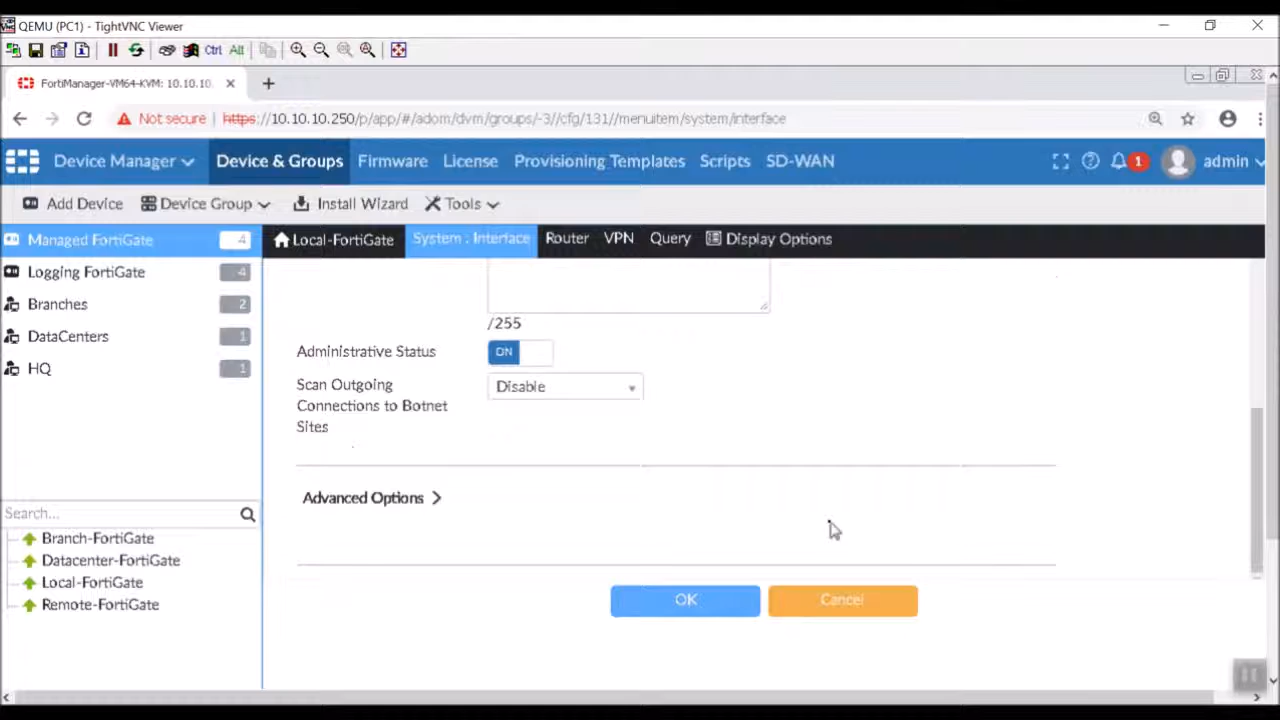 QEMU (PC1) - TightVNC Viewer
Ctrl Alt
FortiManager-VM64-KVM: 10.10.10
Not secure | https://10.10.10.250/p/app/#/adom/dvm/groups/-3//cfg/131//menuitem/system/interface
Device Manager Device & Groups Firmware License Provisioning Templates Scripts SD-WAN 1 admin
Add Device Device Group Install Wizard Tools
Managed FortiGate 4
Local-FortiGate System : Interface Router VPN Query Display Options
Logging FortiGate 4
Branches 2
DataCenters 1
HQ 1
/255
Administrative Status ON
Scan Outgoing Connections to Botnet Sites Disable
Advanced Options
OK Cancel
Search...
Branch-FortiGate
Datacenter-FortiGate
Local-FortiGate
Remote-FortiGate